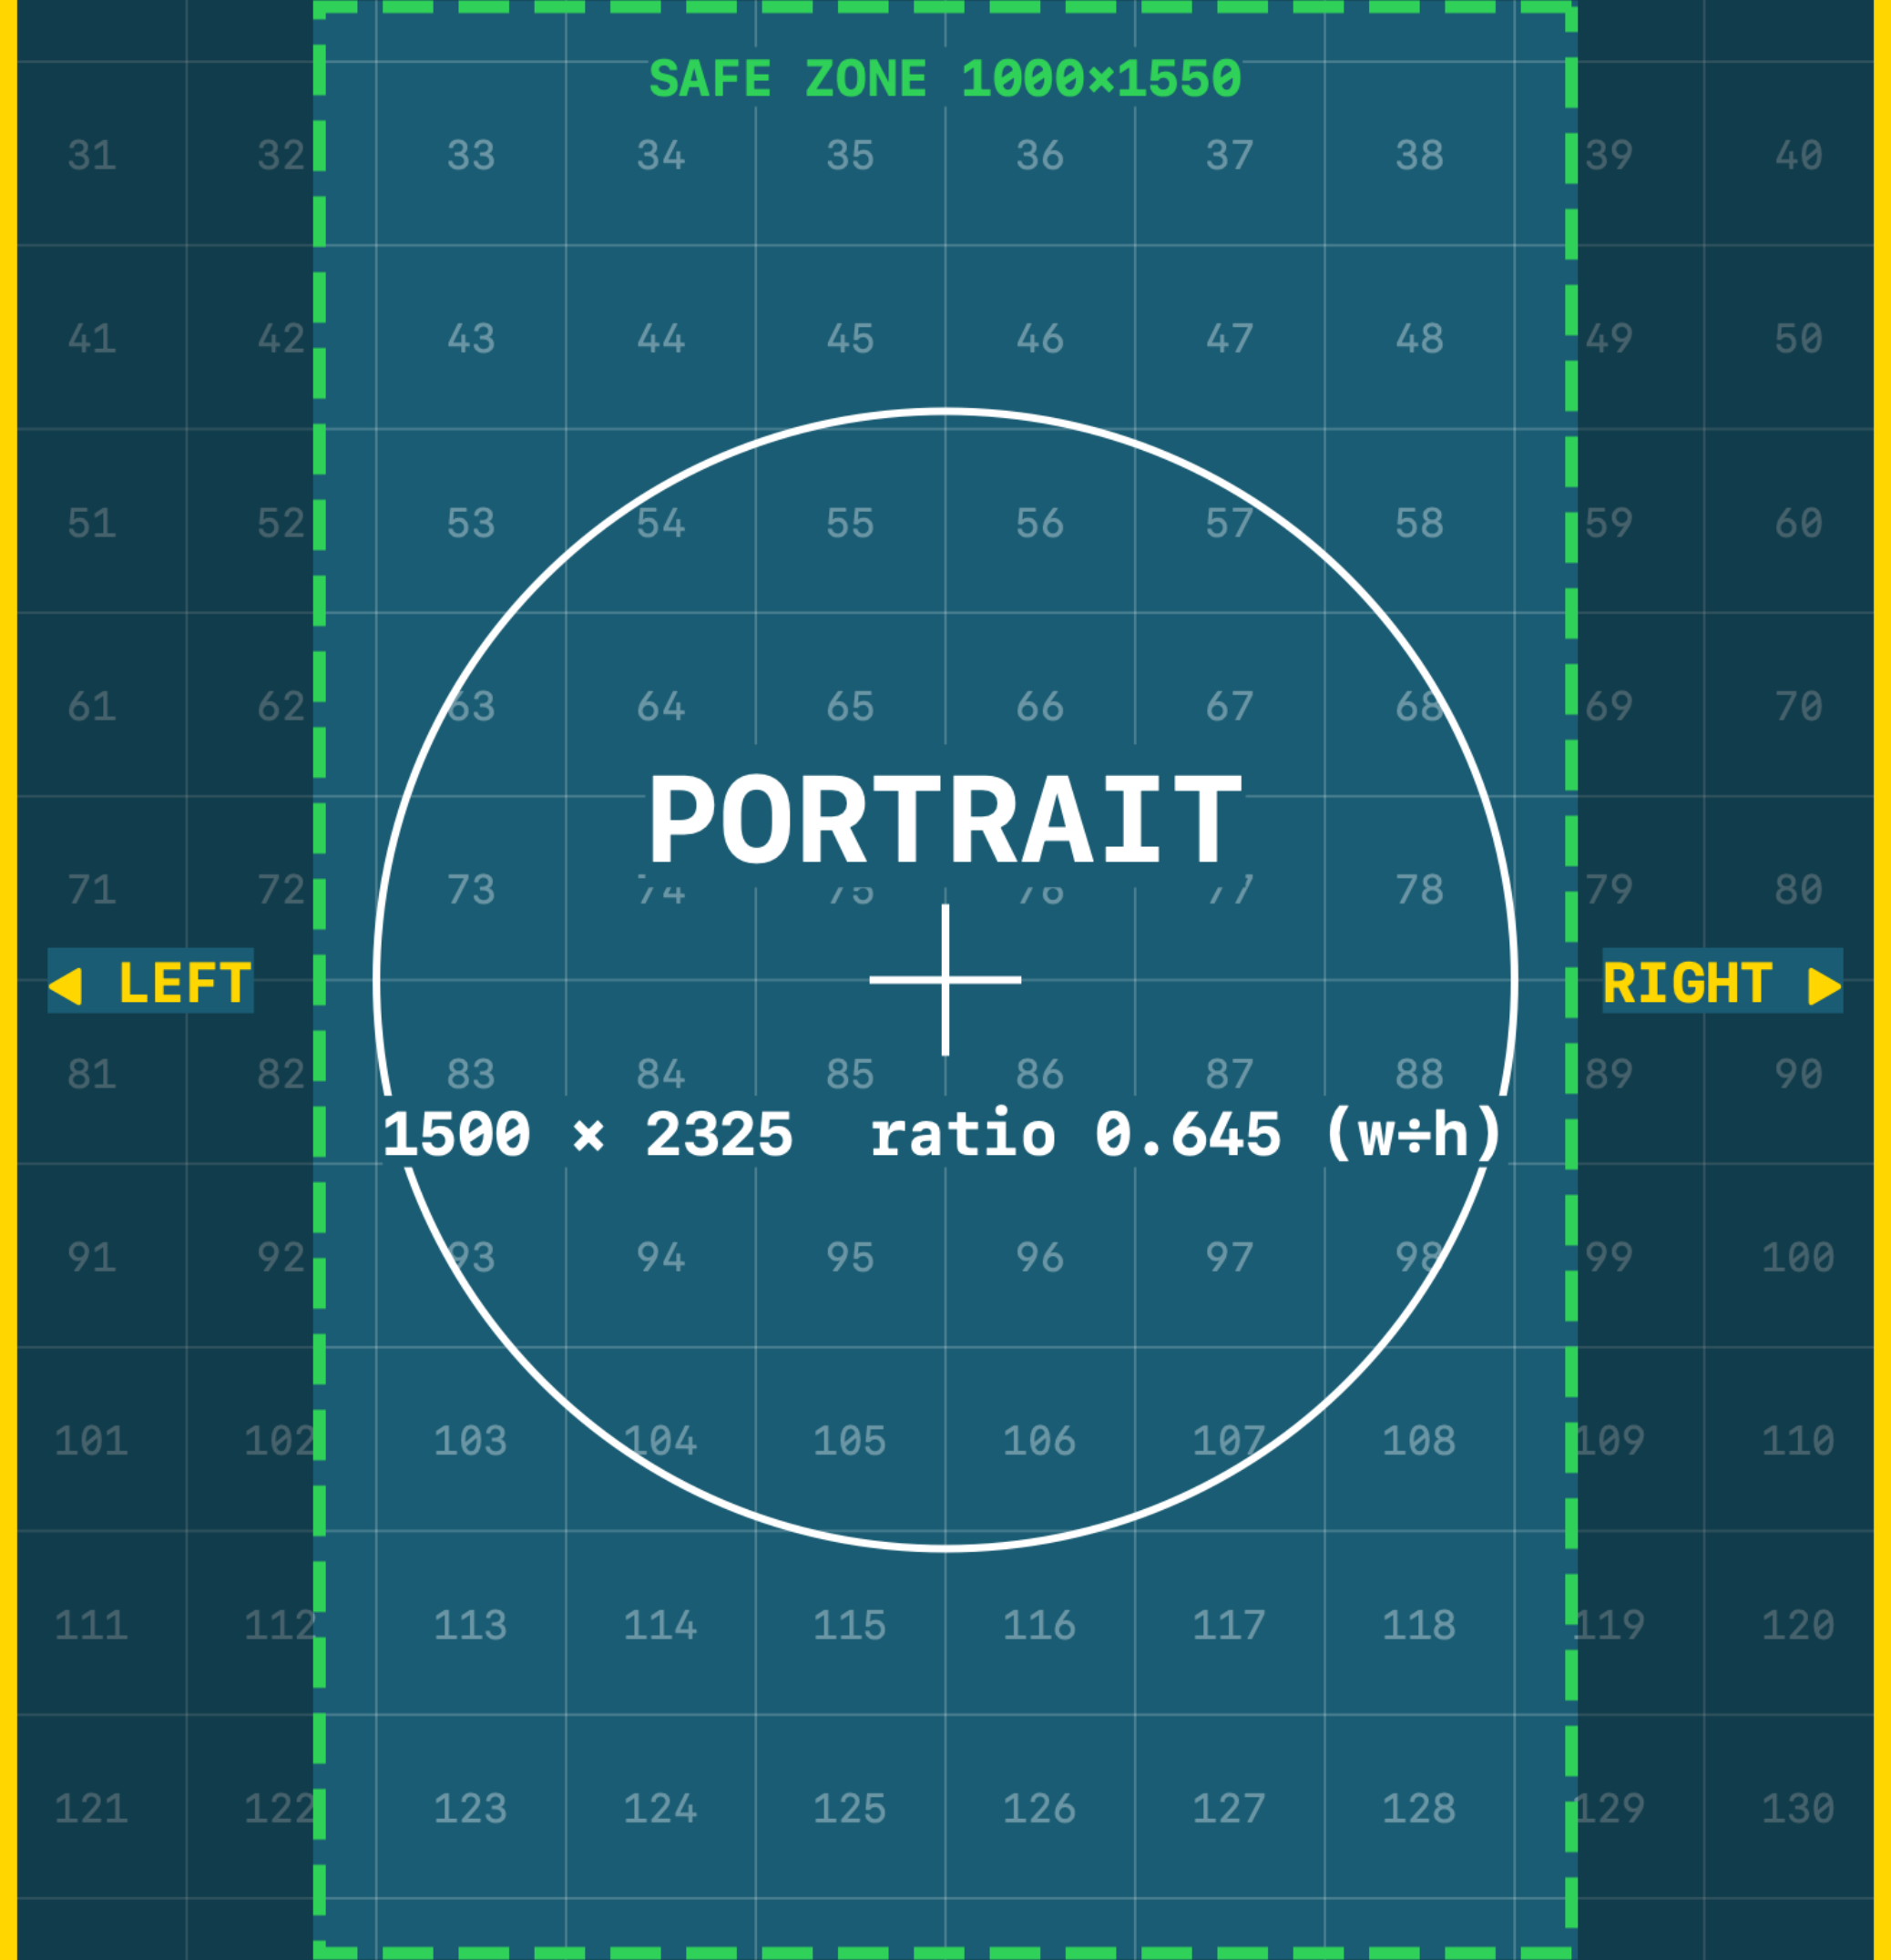 SAFE ZONE 1000×1550
31 32 33 34 35 36 37 38 39 40
41 42 43 44 45 46 47 48 49 50
51 52 53 54 55 56 57 58 59 60
61 62 63 64 65 66 67 68 69 70
PORTRAIT
71 72 73 74 75 76 77 78 79 80
◀ LEFT
RIGHT ▶
81 82 83 84 85 86 87 88 89 90
1500 × 2325 ratio 0.645 (w÷h)
91 92 93 94 95 96 97 98 99 100
101 102 103 104 105 106 107 108 109 110
111 112 113 114 115 116 117 118 119 120
121 122 123 124 125 126 127 128 129 130